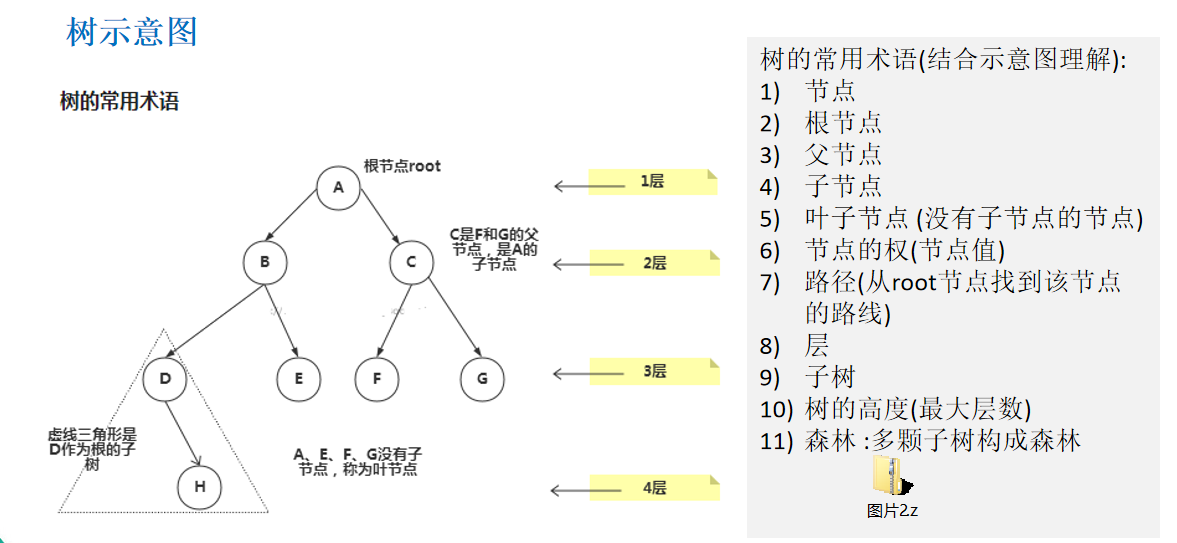 树示意图
树的常用术语
根节点root
A
1层
C是F和G的父
节点，是A的
子节点
B
C
2层
D
E
F
G
3层
虚线三角形是
D作为根的子
树
H
A、E、F、G没有子
节点，称为叶节点
4层
树的常用术语(结合示意图理解):
1) 节点
2) 根节点
3) 父节点
4) 子节点
5) 叶子节点 (没有子节点的节点)
6) 节点的权(节点值)
7) 路径(从root节点找到该节点
的路线)
8) 层
9) 子树
10) 树的高度(最大层数)
11) 森林 :多颗子树构成森林
图片2.z